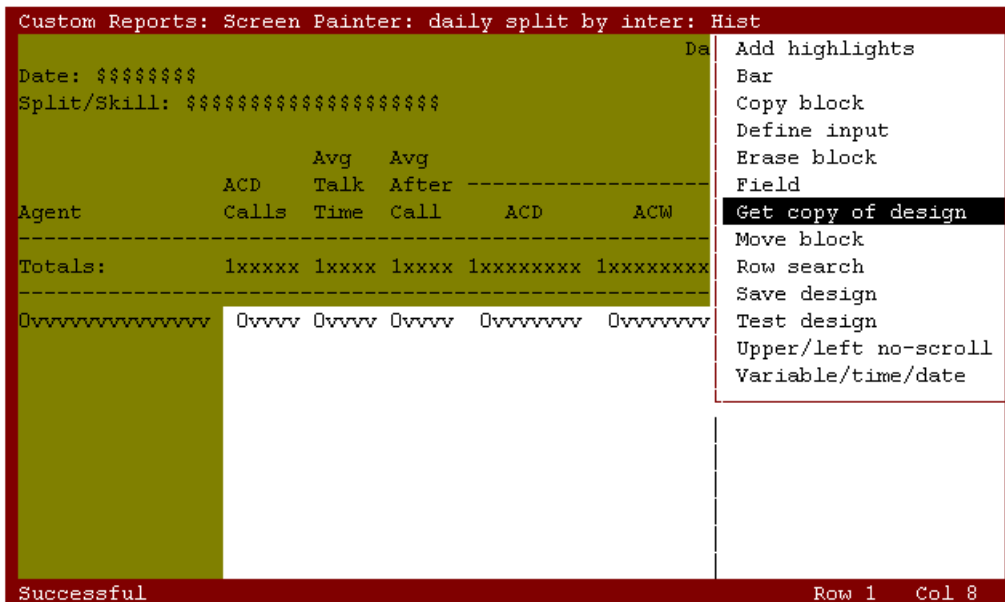 Custom Reports: Screen Painter: daily split by inter: Hist
Da
Date: $$$$$$$$
Split/Skill: $$$$$$$$$$$$$$$$$$$$
Avg Avg
ACD Talk After -------------------
Agent Calls Time Call ACD ACW
------------------------------------------------------
Totals: 1xxxxx 1xxxx 1xxxx 1xxxxxxxx 1xxxxxxxx
------------------------------------------------------
0vvvvvvvvvvvvvv 0vvvv 0vvvv 0vvvv 0vvvvvvv 0vvvvvvv
Add highlights
Bar
Copy block
Define input
Erase block
Field
Get copy of design
Move block
Row search
Save design
Test design
Upper/left no-scroll
Variable/time/date
Successful Row 1 Col 8